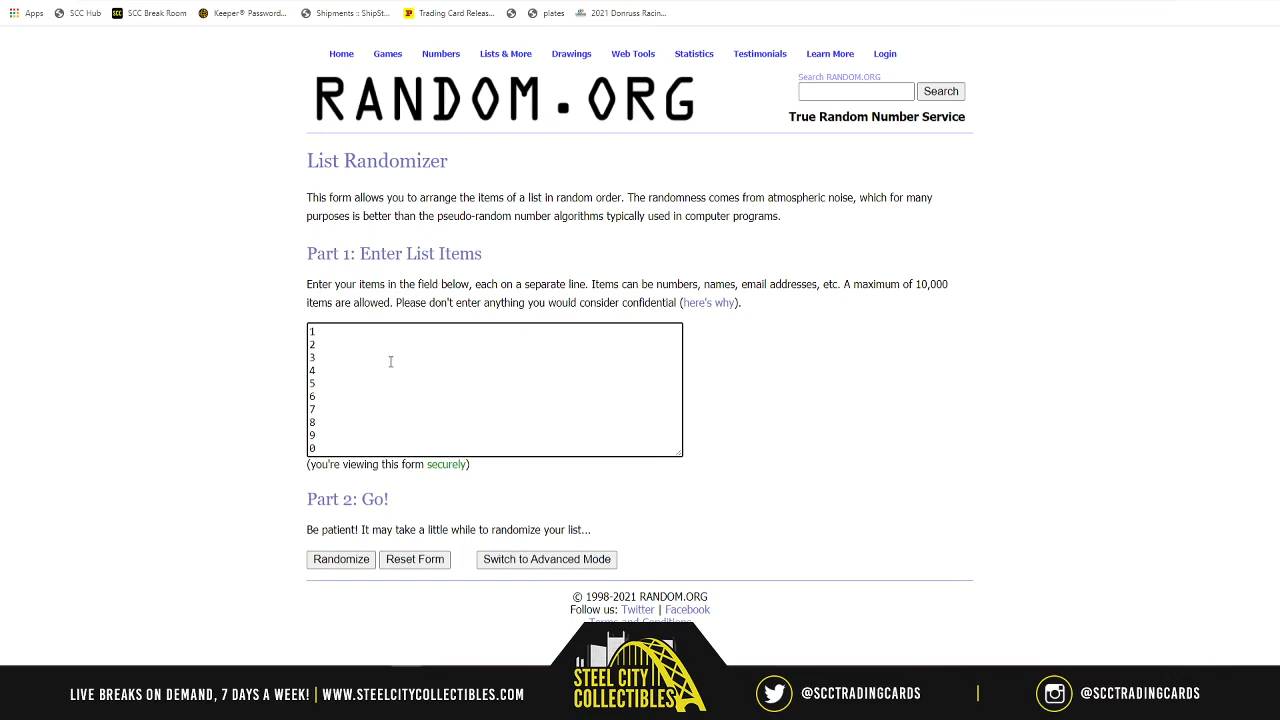 Apps SCC Hub SCC Break Room Keeper® Password... Shipments :: ShipSt... Trading Card Releas... plates 2021 Donruss Racin...
Home Games Numbers Lists & More Drawings Web Tools Statistics Testimonials Learn More Login
RANDOM.ORG
Search RANDOM.ORG
Search
True Random Number Service
List Randomizer
This form allows you to arrange the items of a list in random order. The randomness comes from atmospheric noise, which for many
purposes is better than the pseudo-random number algorithms typically used in computer programs.
Part 1: Enter List Items
Enter your items in the field below, each on a separate line. Items can be numbers, names, email addresses, etc. A maximum of 10,000
items are allowed. Please don't enter anything you would consider confidential (here's why).
1
2
3
4
5
6
7
8
9
0
(you're viewing this form securely)
Part 2: Go!
Be patient! It may take a little while to randomize your list...
Randomize Reset Form Switch to Advanced Mode
© 1998-2021 RANDOM.ORG
Follow us: Twitter | Facebook
Terms and Conditions
LIVE BREAKS ON DEMAND, 7 DAYS A WEEK! | WWW.STEELCITYCOLLECTIBLES.COM
STEEL CITY
COLLECTIBLES
@SCCTRADINGCARDS | @SCCTRADINGCARDS